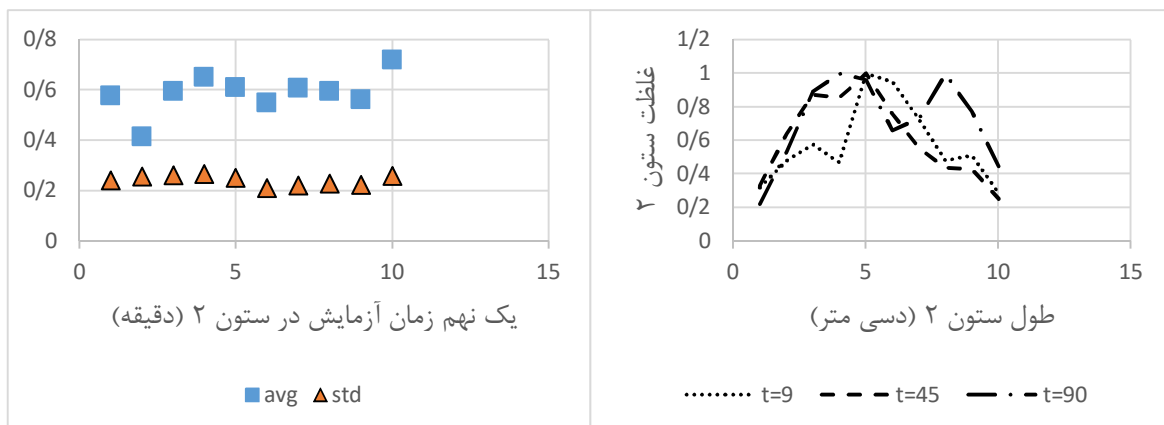 0/8
0/6
0/4
0/2
0
0 5 10 15
یک نهم زمان آزمایش در ستون ۲ (دقیقه)
avg std
1/2
1
0/8
0/6
0/4
0/2
0
غلظت ستون ۲
0 5 10 15
طول ستون ۲ (دسی متر)
t=9 t=45 t=90